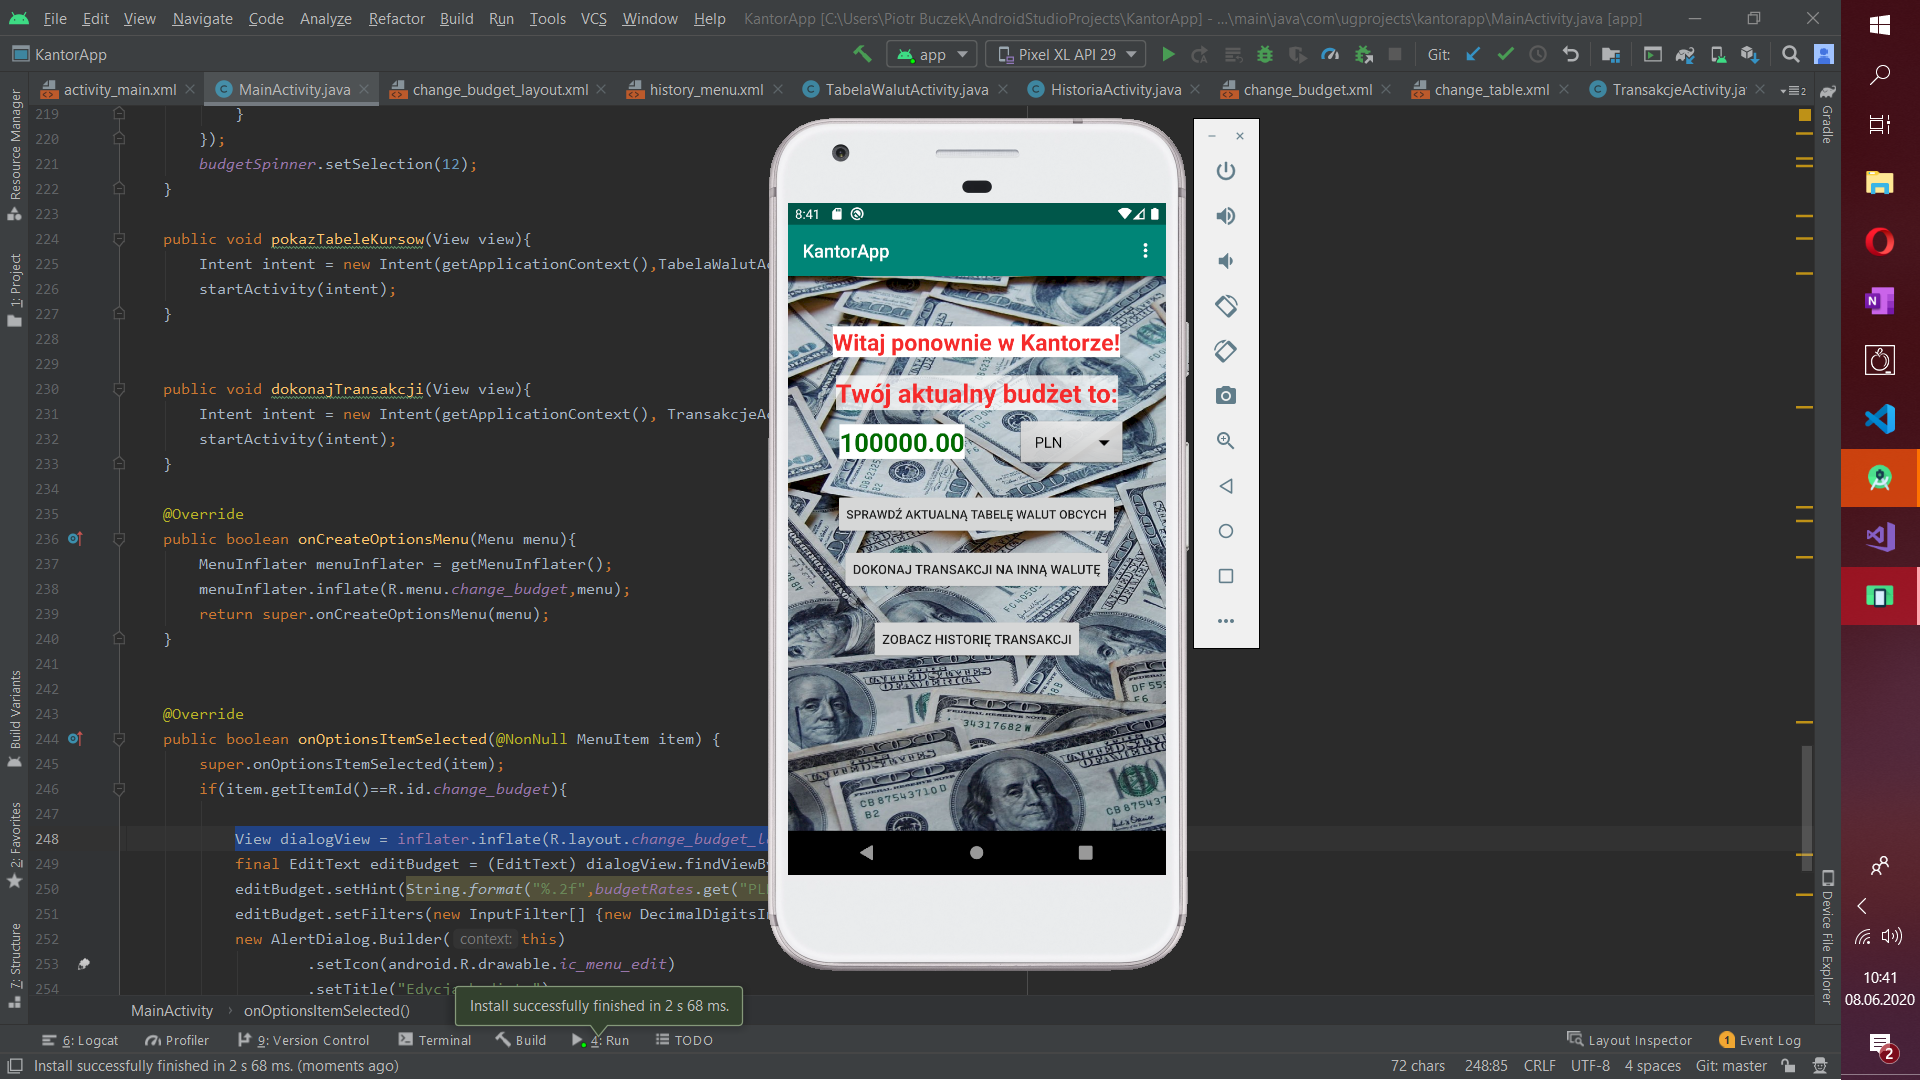 File Edit View Navigate Code Analyze Refactor Build Run Tools VCS Window Help KantorApp [C:\Users\Piotr Buczek\AndroidStudioProjects\KantorApp] - ...\main\java\com\ugprojects\kantorapp\MainActivity.java [app]
KantorApp app Pixel XL API 29 Git:
activity_main.xml MainActivity.java change_budget_layout.xml history_menu.xml TabelaWalutActivity.java HistoriaActivity.java change_budget.xml change_table.xml TransakcjeActivity.ja 2
Resource Manager
1: Project
Build Variants
2: Favorites
7: Structure
219 }
220 });
221 budgetSpinner.setSelection(12);
222 }
223
224 public void pokazTabeleKursow(View view){
225 Intent intent = new Intent(getApplicationContext(),TabelaWalutAc
226 startActivity(intent);
227 }
228
229
230 public void dokonajTransakcji(View view){
231 Intent intent = new Intent(getApplicationContext(), TransakcjeAc
232 startActivity(intent);
233 }
234
235 @Override
236 public boolean onCreateOptionsMenu(Menu menu){
237 MenuInflater menuInflater = getMenuInflater();
238 menuInflater.inflate(R.menu.change_budget,menu);
239 return super.onCreateOptionsMenu(menu);
240 }
241
242
243 @Override
244 public boolean onOptionsItemSelected(@NonNull MenuItem item) {
245 super.onOptionsItemSelected(item);
246 if(item.getItemId()==R.id.change_budget){
247
248 View dialogView = inflater.inflate(R.layout.change_budget_la
249 final EditText editBudget = (EditText) dialogView.findViewBy
250 editBudget.setHint(String.format("%.2f",budgetRates.get("PL
251 editBudget.setFilters(new InputFilter[] {new DecimalDigitsIn
252 new AlertDialog.Builder( context: this)
253 .setIcon(android.R.drawable.ic_menu_edit)
254 .setTitle("Edycja
8:41
KantorApp
Witaj ponownie w Kantorze!
Twój aktualny budżet to:
100000.00 PLN
SPRAWDŹ AKTUALNĄ TABELĘ WALUT OBCYCH
DOKONAJ TRANSAKCJI NA INNĄ WALUTĘ
ZOBACZ HISTORIĘ TRANSAKCJI
Gradle
Device File Explorer
Install successfully finished in 2 s 68 ms.
MainActivity › onOptionsItemSelected()
6: Logcat Profiler 9: Version Control Terminal Build 4: Run TODO Layout Inspector 1 Event Log
Install successfully finished in 2 s 68 ms. (moments ago) 72 chars 248:85 CRLF UTF-8 4 spaces Git: master
10:41
08.06.2020
2